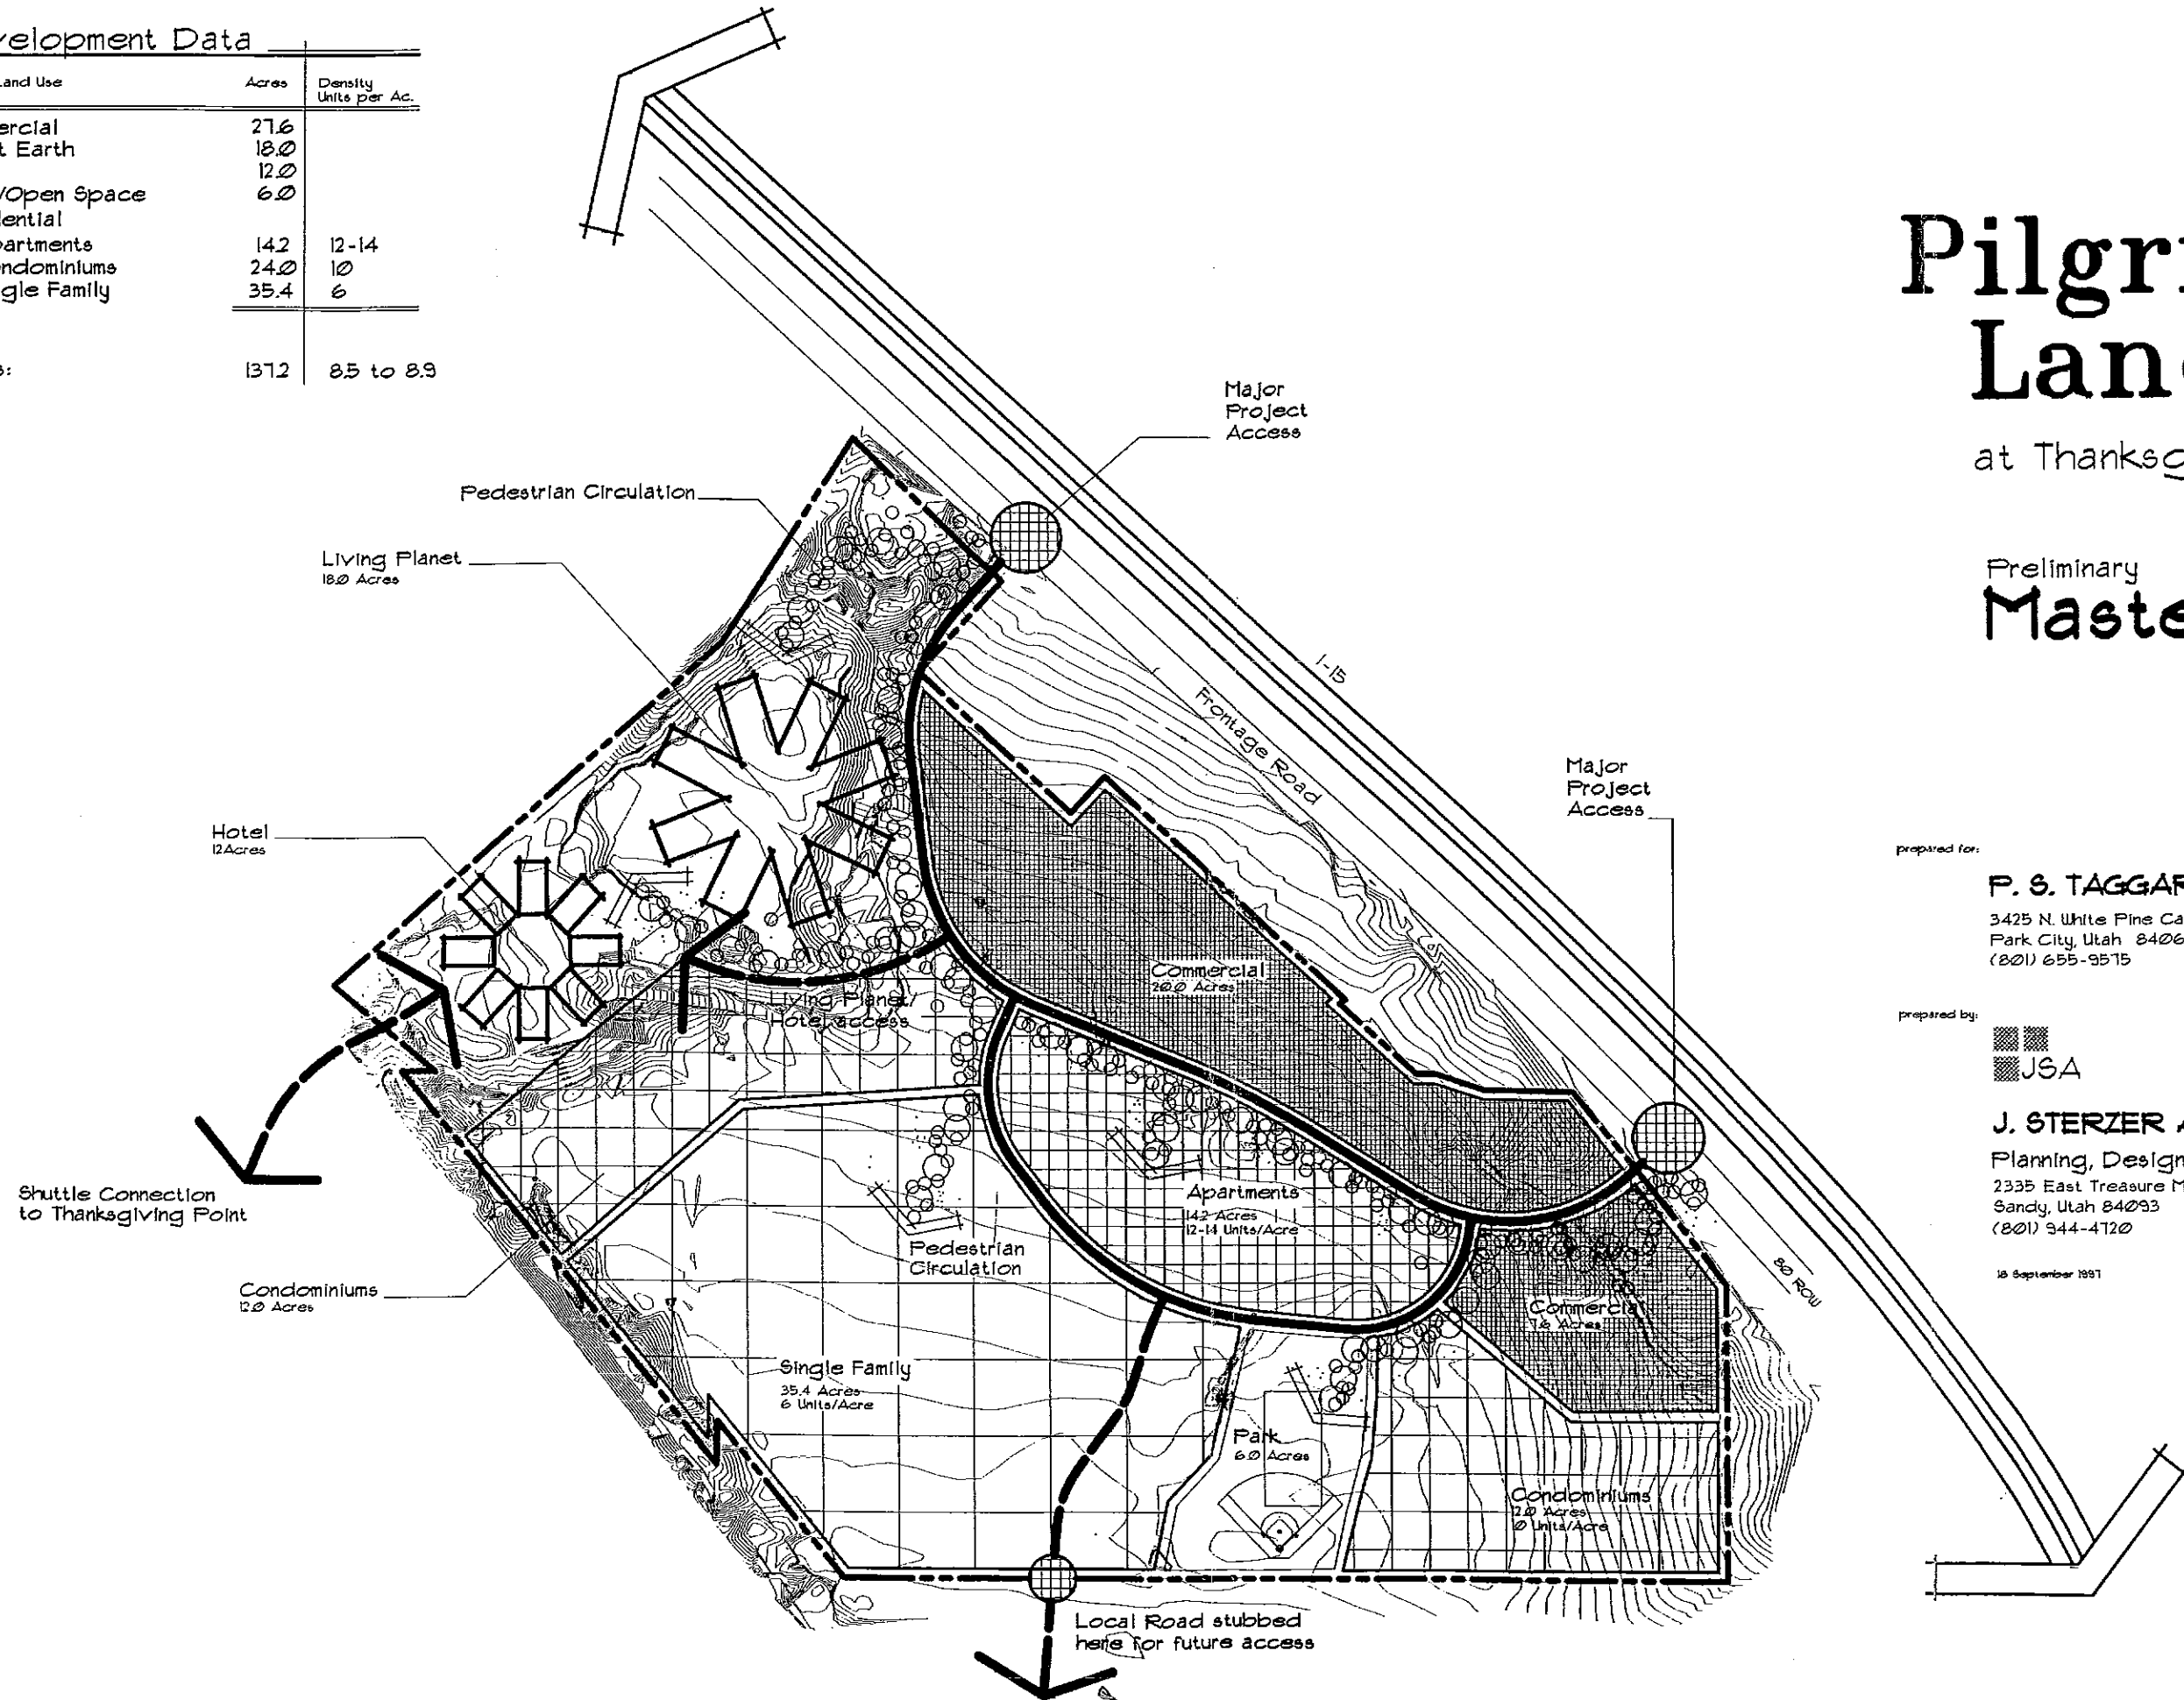 velopment Data
Land Use Acres Density
Units per Ac.
ercial 27.6
t Earth 18.0
12.0
/Open Space 6.0
dential
partments 14.2 12-14
ndominiums 24.0 10
gle Family 35.4 6
s: 137.2 8.5 to 8.9
Pilgri
Land
at Thanksg
Preliminary
Maste
Major
Project
Access
Pedestrian Circulation
Living Planet
18.0 Acres
I-15
Frontage Road
Major
Project
Access
Hotel
12Acres
prepared for:
P. S. TAGGAR
3425 N. White Pine Ca
Park City, Utah 8406
(801) 655-9575
Commercial
20.0 Acres
Living Planet/
Hotel access
prepared by:
JSA
J. STERZER A
Planning, Design
2335 East Treasure M
Sandy, Utah 84093
(801) 944-4720
18 September 1997
Shuttle Connection
to Thanksgiving Point
Apartments
14.2 Acres
12-14 Units/Acre
Pedestrian
Circulation
80 ROW
Condominiums
12.0 Acres
Commercial
7.6 Acres
Single Family
35.4 Acres
6 Units/Acre
Park
6.0 Acres
Condominiums
2.0 Acres
0 Units/Acre
Local Road stubbed
here for future access